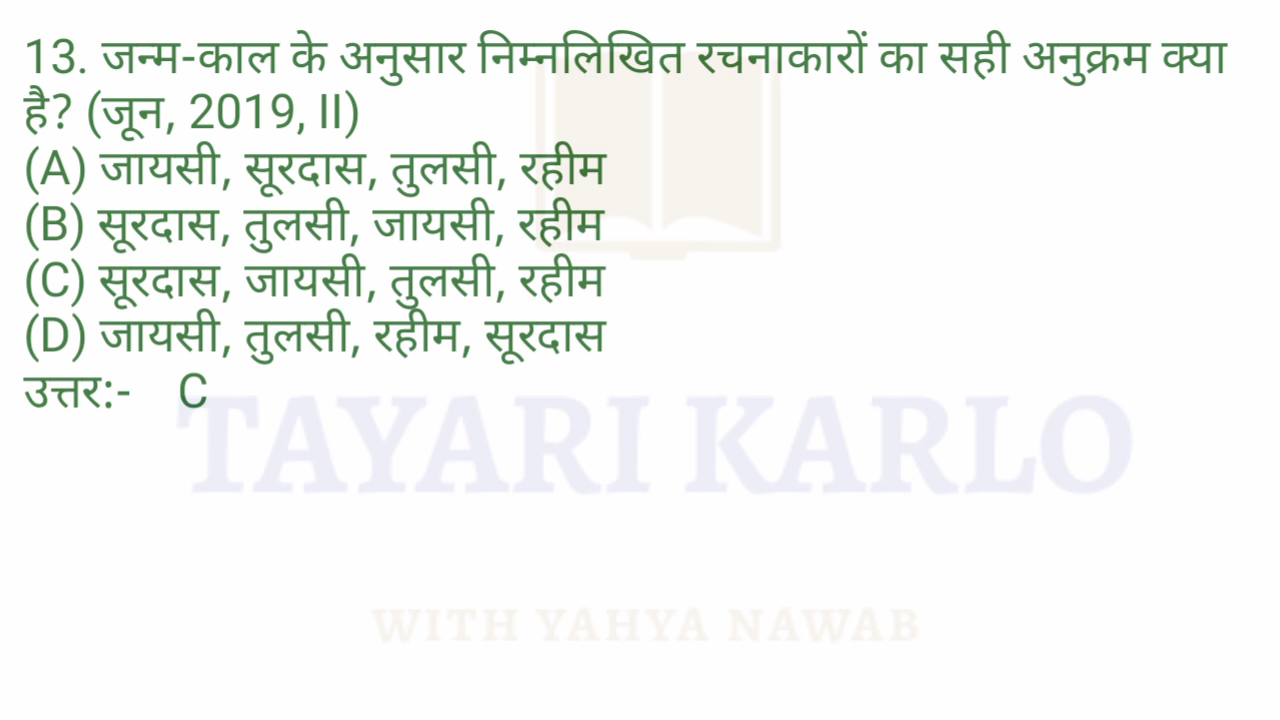 13. जन्म-काल के अनुसार निम्नलिखित रचनाकारों का सही अनुक्रम क्या
है? (जून, 2019, II)
(A) जायसी, सूरदास, तुलसी, रहीम
(B) सूरदास, तुलसी, जायसी, रहीम
(C) सूरदास, जायसी, तुलसी, रहीम
(D) जायसी, तुलसी, रहीम, सूरदास
उत्तर:- C
TAYARI KARLO
WITH YAHYA NAWAB